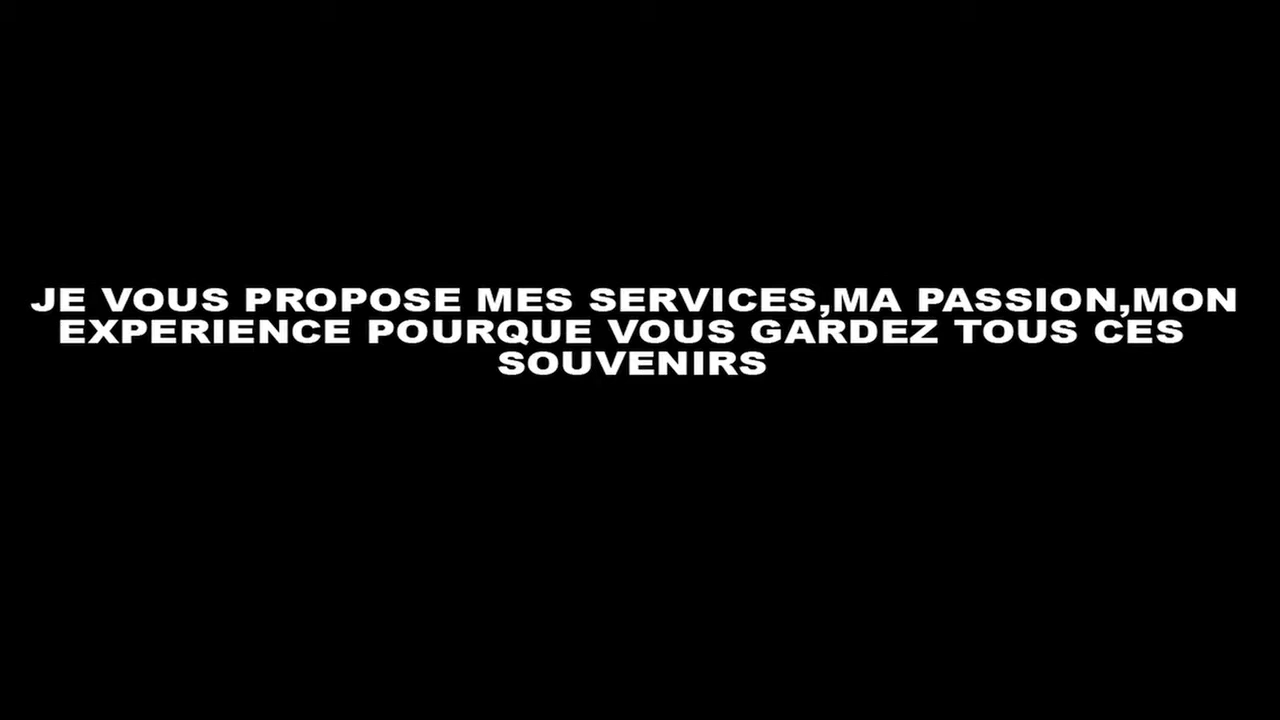 JE VOUS PROPOSE MES SERVICES,MA PASSION,MON
EXPERIENCE POURQUE VOUS GARDEZ TOUS CES
SOUVENIRS